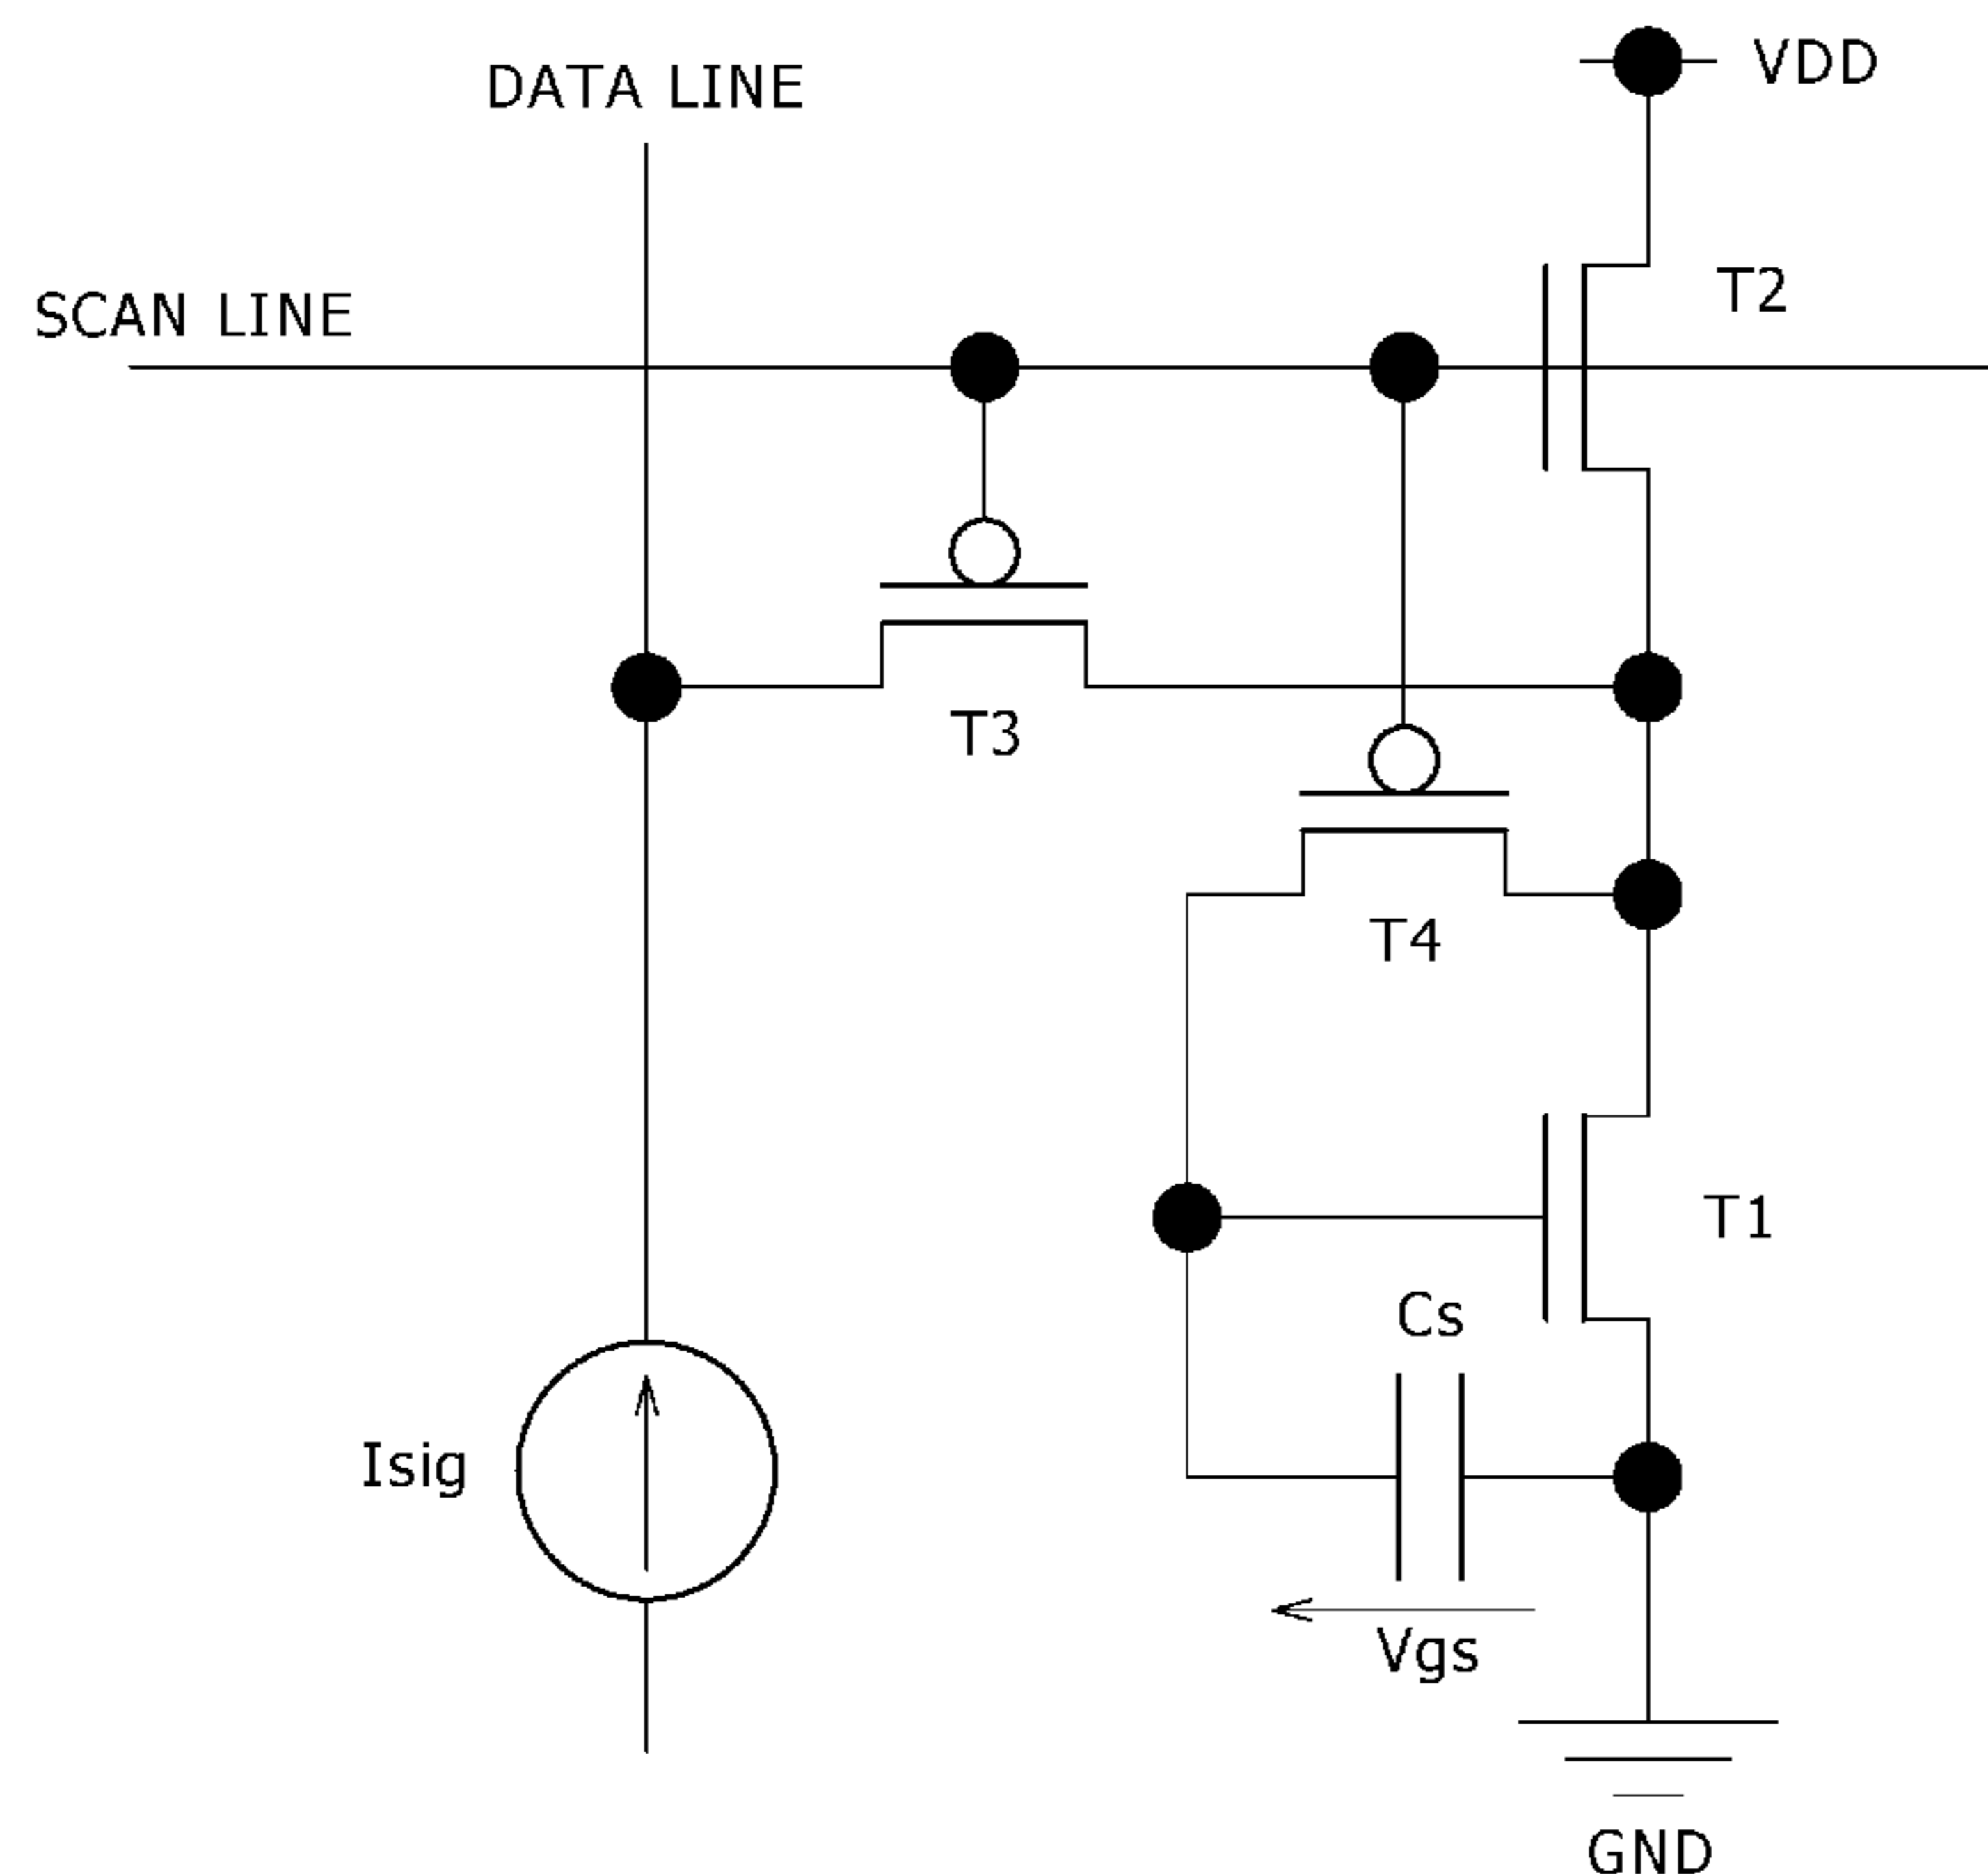 VDD
DATA LINE
T2
SCAN LINE
T3
T4
T1
Cs
Isig
Vgs
GND